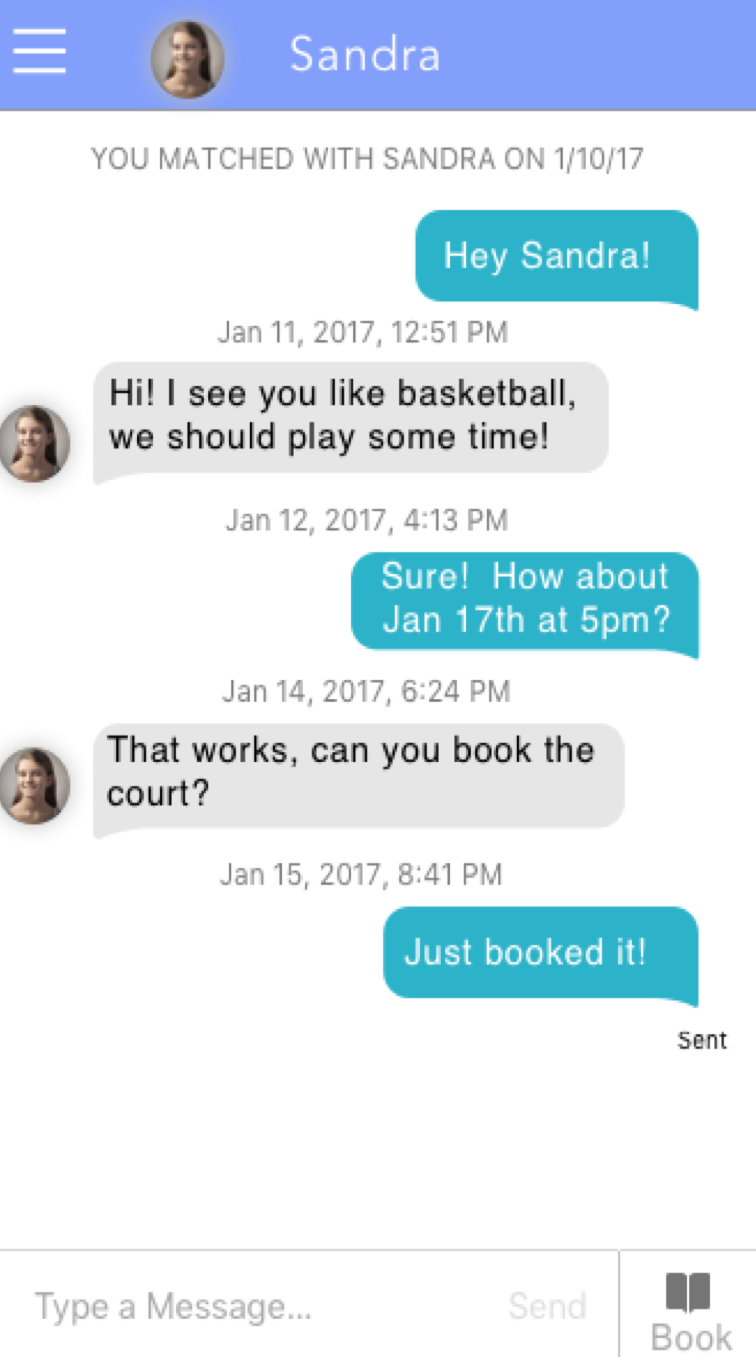 Sandra
YOU MATCHED WITH SANDRA ON 1/10/17
Hey Sandra!
Jan 11, 2017, 12:51 PM
Hi! I see you like basketball,
we should play some time!
Jan 12, 2017, 4:13 PM
Sure! How about
Jan 17th at 5pm?
Jan 14, 2017, 6:24 PM
That works, can you book the
court?
Jan 15, 2017, 8:41 PM
Just booked it!
Sent
Type a Message...
Send
Book